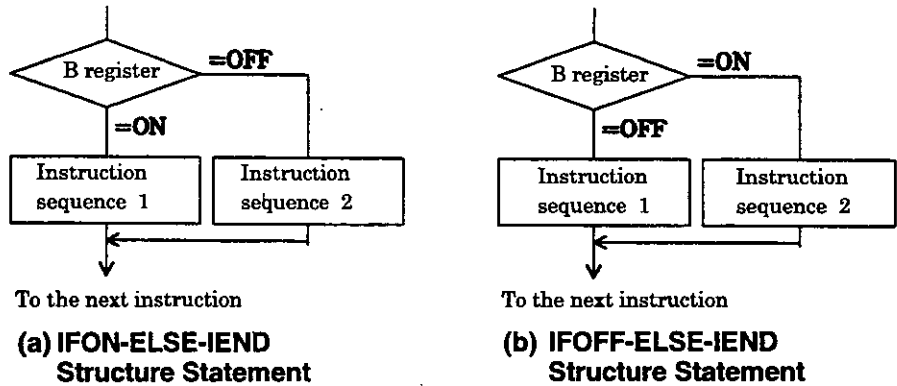 B register
=OFF
=ON
Instruction
sequence 1
Instruction
sequence 2
To the next instruction
(a) IFON-ELSE-IEND
Structure Statement
B register
=ON
=OFF
Instruction
sequence 1
Instruction
sequence 2
To the next instruction
(b) IFOFF-ELSE-IEND
Structure Statement